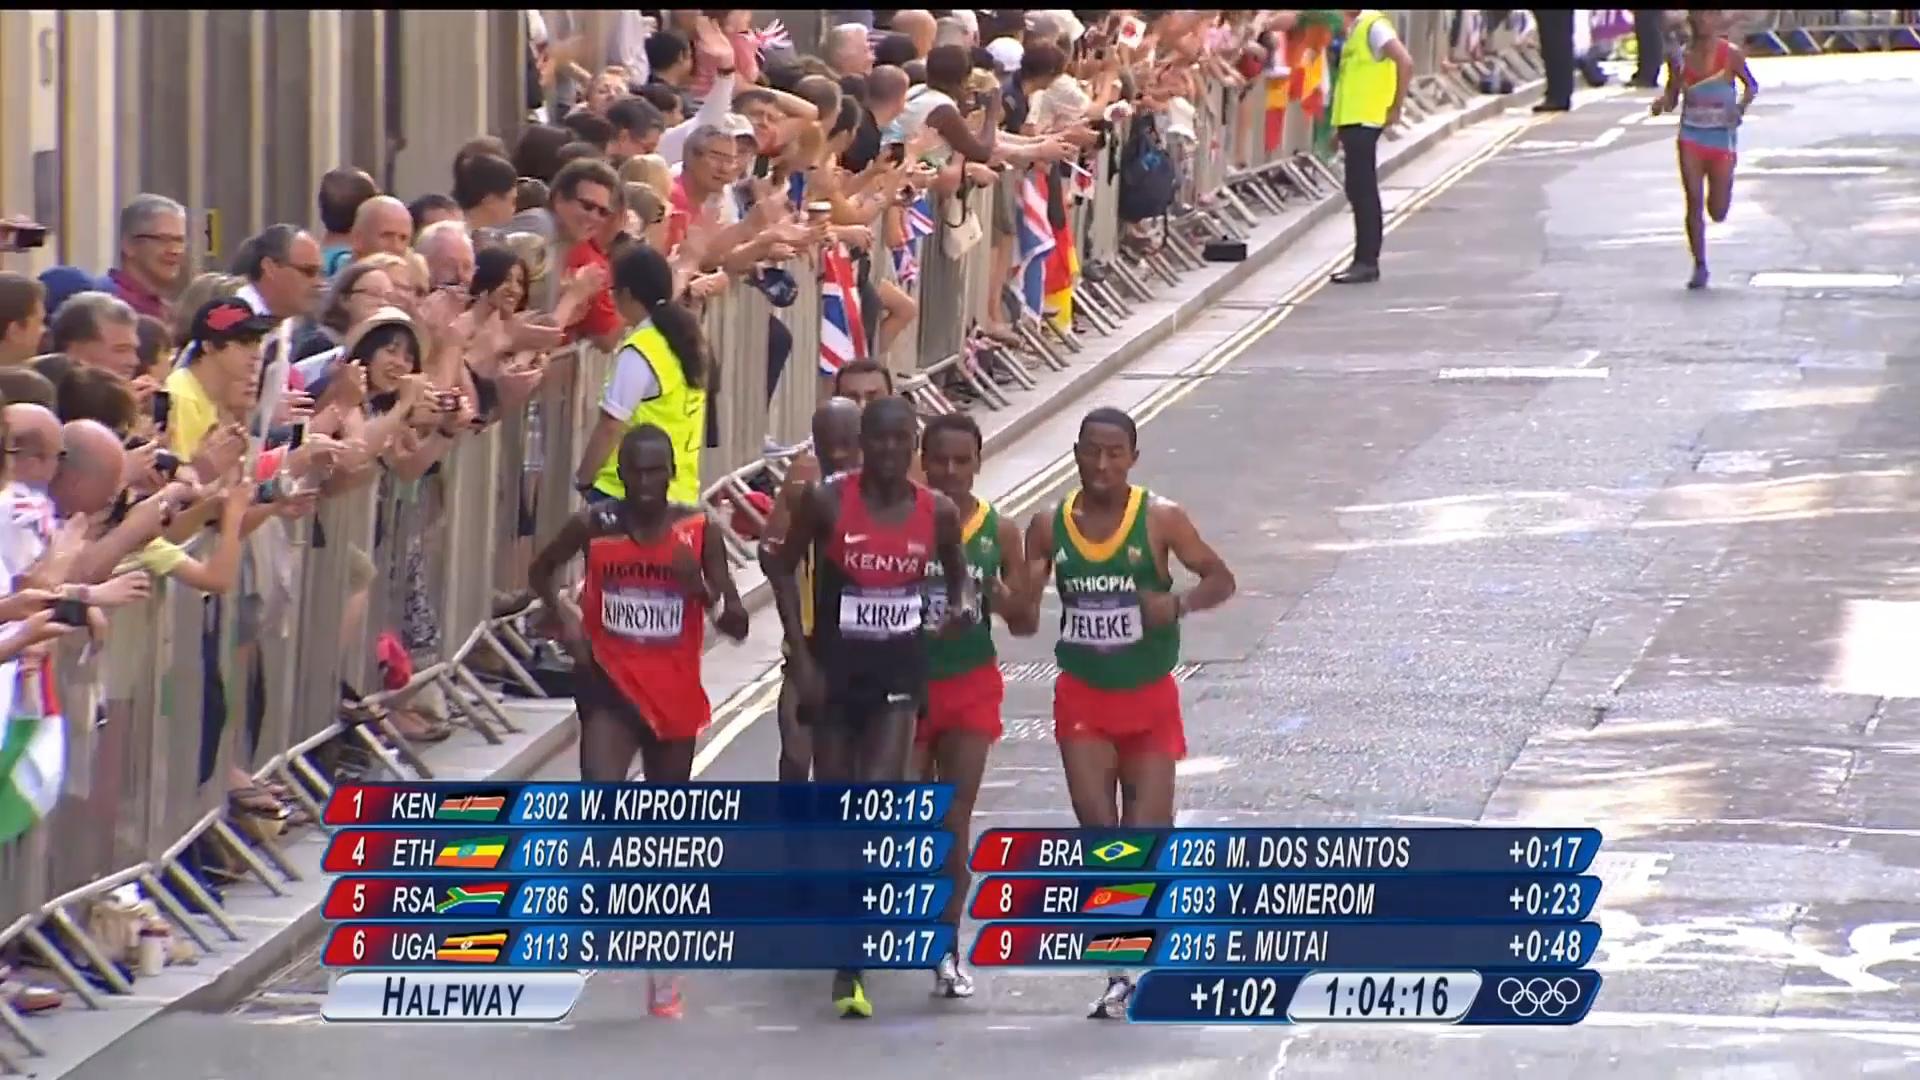 UGANDA
KIPROTICH
KENYA
KIRUI
ETHIOPIA
FELEKE
1 KEN 2302 W. KIPROTICH 1:03:15
4 ETH 1676 A. ABSHERO +0:16
5 RSA 2786 S. MOKOKA +0:17
6 UGA 3113 S. KIPROTICH +0:17
7 BRA 1226 M. DOS SANTOS +0:17
8 ERI 1593 Y. ASMEROM +0:23
9 KEN 2315 E. MUTAI +0:48
HALFWAY +1:02 1:04:16